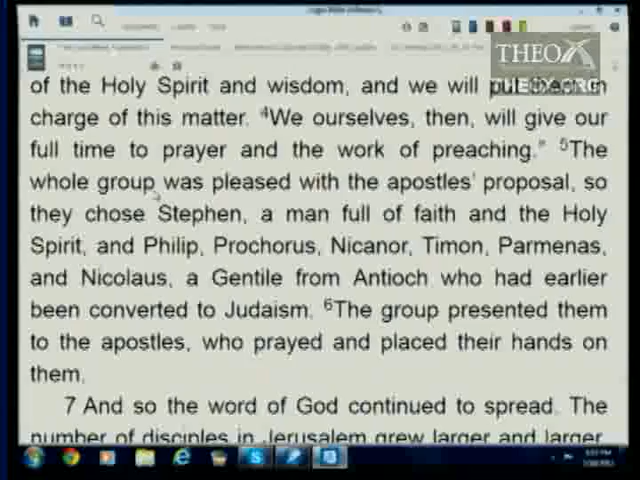 THEOX
THEOX.ORG
of the Holy Spirit and wisdom, and we will put them in
charge of this matter. 4We ourselves, then, will give our
full time to prayer and the work of preaching." 5The
whole group was pleased with the apostles' proposal, so
they chose Stephen, a man full of faith and the Holy
Spirit, and Philip, Prochorus, Nicanor, Timon, Parmenas,
and Nicolaus, a Gentile from Antioch who had earlier
been converted to Judaism. 6The group presented them
to the apostles, who prayed and placed their hands on
them.
7 And so the word of God continued to spread. The
number of disciples in Jerusalem grew larger and larger,